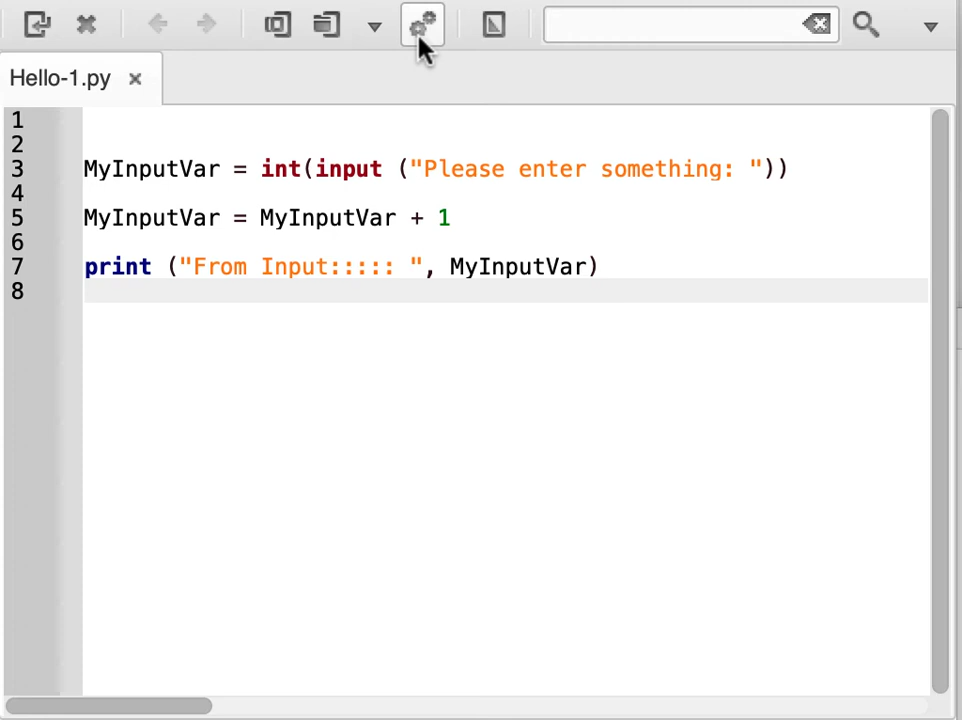 Hello-1.py
1
2
3 MyInputVar = int(input ("Please enter something: "))
4
5 MyInputVar = MyInputVar + 1
6
7 print ("From Input::::: ", MyInputVar)
8